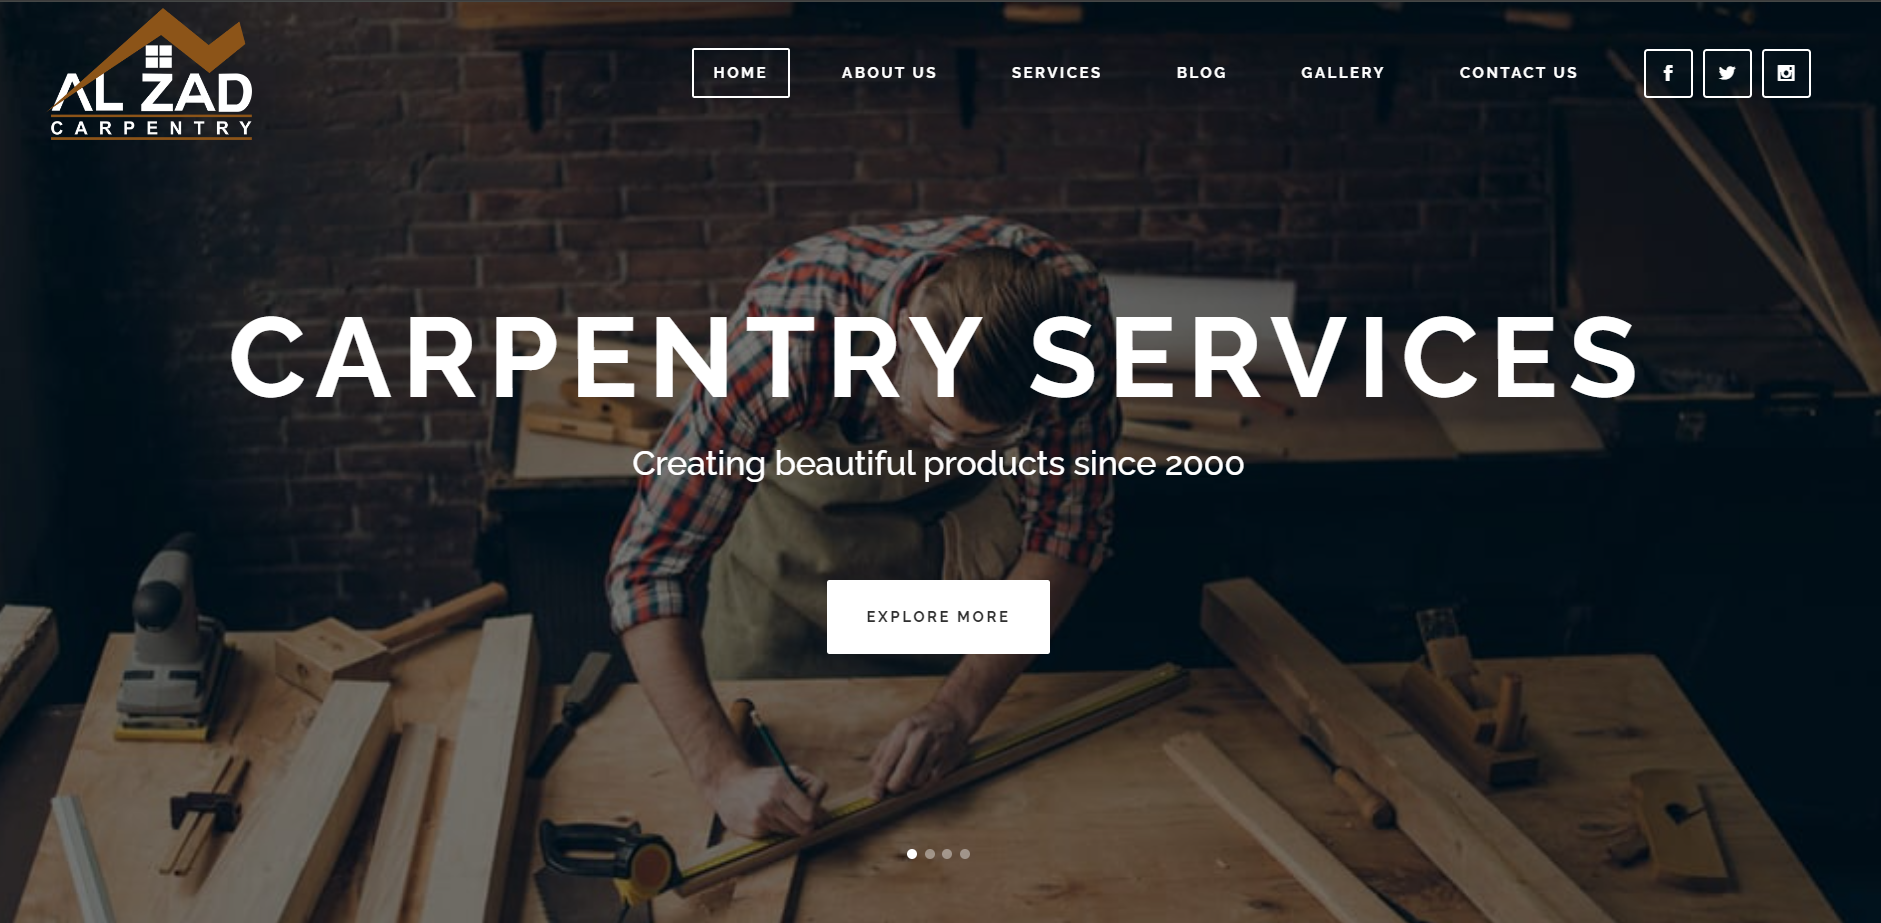 AL ZAD
CARPENTRY
HOME
ABOUT US
SERVICES
BLOG
GALLERY
CONTACT US
CARPENTRY SERVICES
Creating beautiful products since 2000
EXPLORE MORE